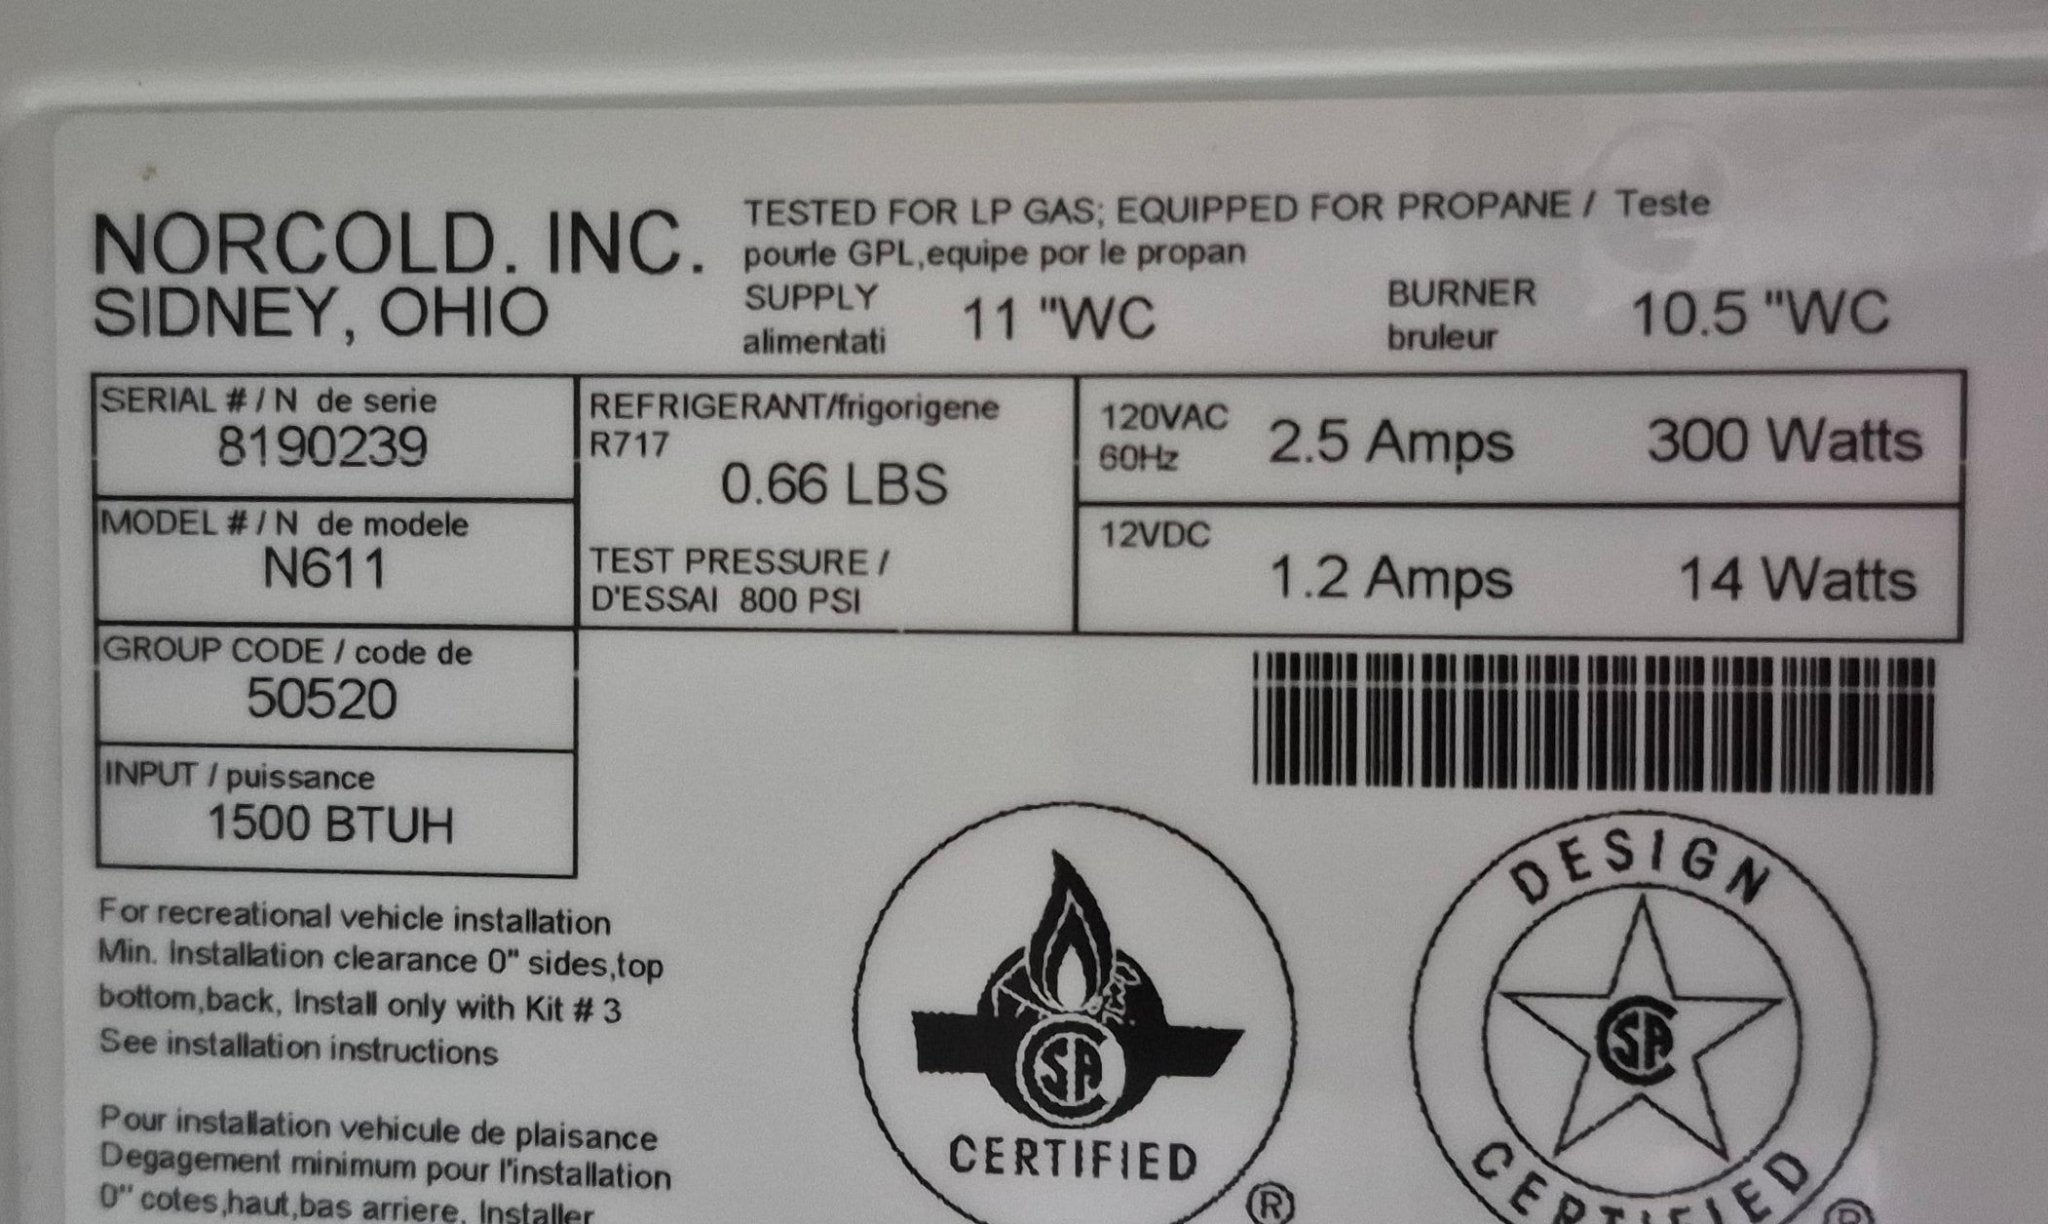 NORCOLD. INC.
SIDNEY, OHIO
TESTED FOR LP GAS; EQUIPPED FOR PROPANE / Teste
pourle GPL,equipe por le propan
SUPPLY
alimentati
11 "WC
BURNER
bruleur
10.5 "WC
SERIAL # / N de serie
8190239
MODEL # / N de modele
N611
GROUP CODE / code de
50520
INPUT / puissance
1500 BTUH
REFRIGERANT/frigorigene
R717
0.66 LBS
TEST PRESSURE /
D'ESSAI 800 PSI
120VAC
60Hz
2.5 Amps 300 Watts
12VDC
1.2 Amps 14 Watts
For recreational vehicle installation
Min. Installation clearance 0" sides,top
bottom,back, Install only with Kit # 3
See installation instructions
Pour installation vehicule de plaisance
Degagement minimum pour l'installation
0" cotes,haut,bas arriere, Installer
CSA
CERTIFIED
®
DESIGN
CSA
CERTIFIED
®